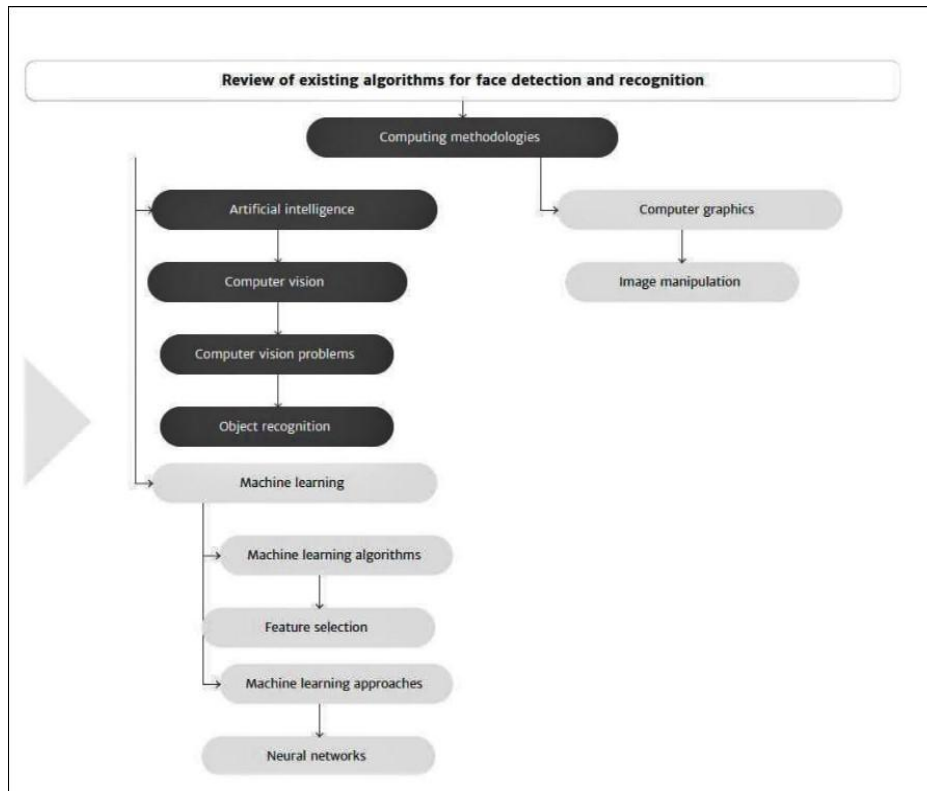 Review of existing algorithms for face detection and recognition
Computing methodologies
Artificial intelligence
Computer graphics
Computer vision
Image manipulation
Computer vision problems
Object recognition
Machine learning
Machine learning algorithms
Feature selection
Machine learning approaches
Neural networks